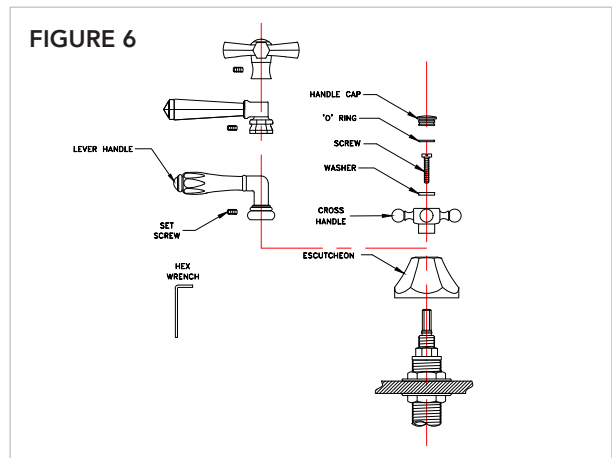 FIGURE 6
HANDLE CAP
'O' RING
SCREW
WASHER
CROSS
HANDLE
ESCUTCHEON
LEVER HANDLE
SET
SCREW
HEX
WRENCH